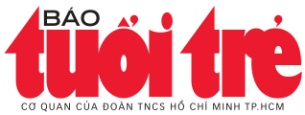 BÁO
tuổi trẻ
CƠ QUAN CỦA ĐOÀN TNCS HỒ CHÍ MINH TP.HCM